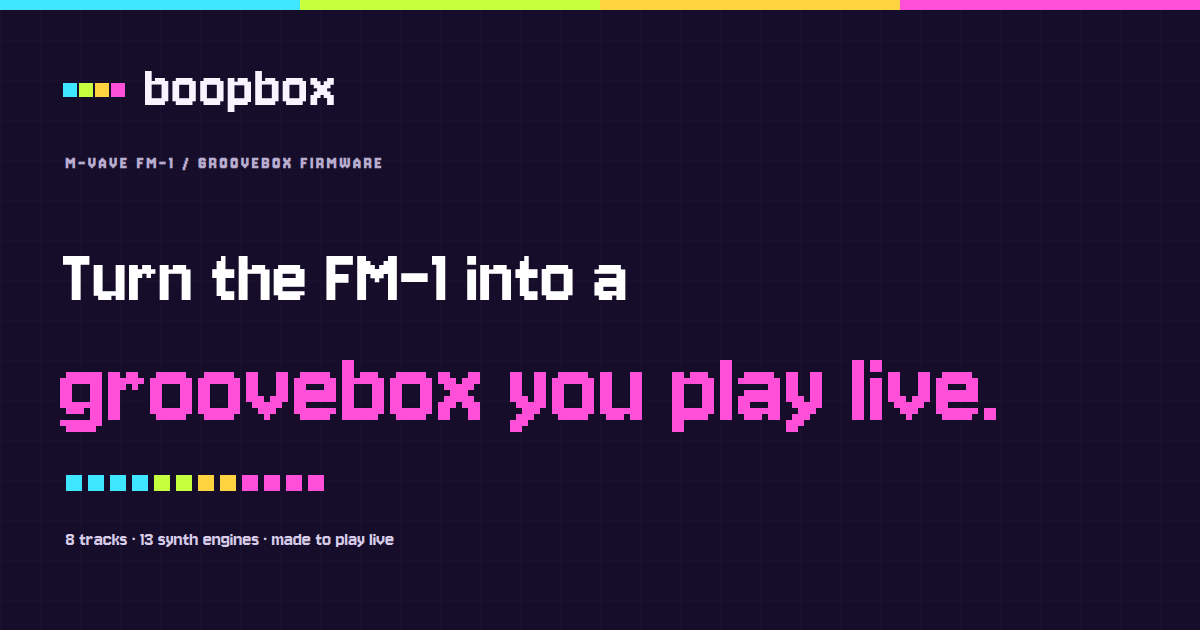 boopbox
M-VAVE FM-1 / GROOVEBOX FIRMWARE
Turn the FM-1 into a
groovebox you play live.
8 tracks · 13 synth engines · made to play live